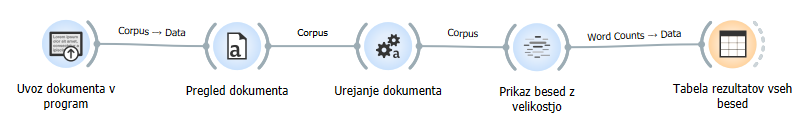 Corpus → Data
Corpus
Corpus
Word Counts → Data
Uvoz dokumenta v
program
Pregled dokumenta
Urejanje dokumenta
Prikaz besed z
velikostjo
Tabela rezultatov vseh
besed